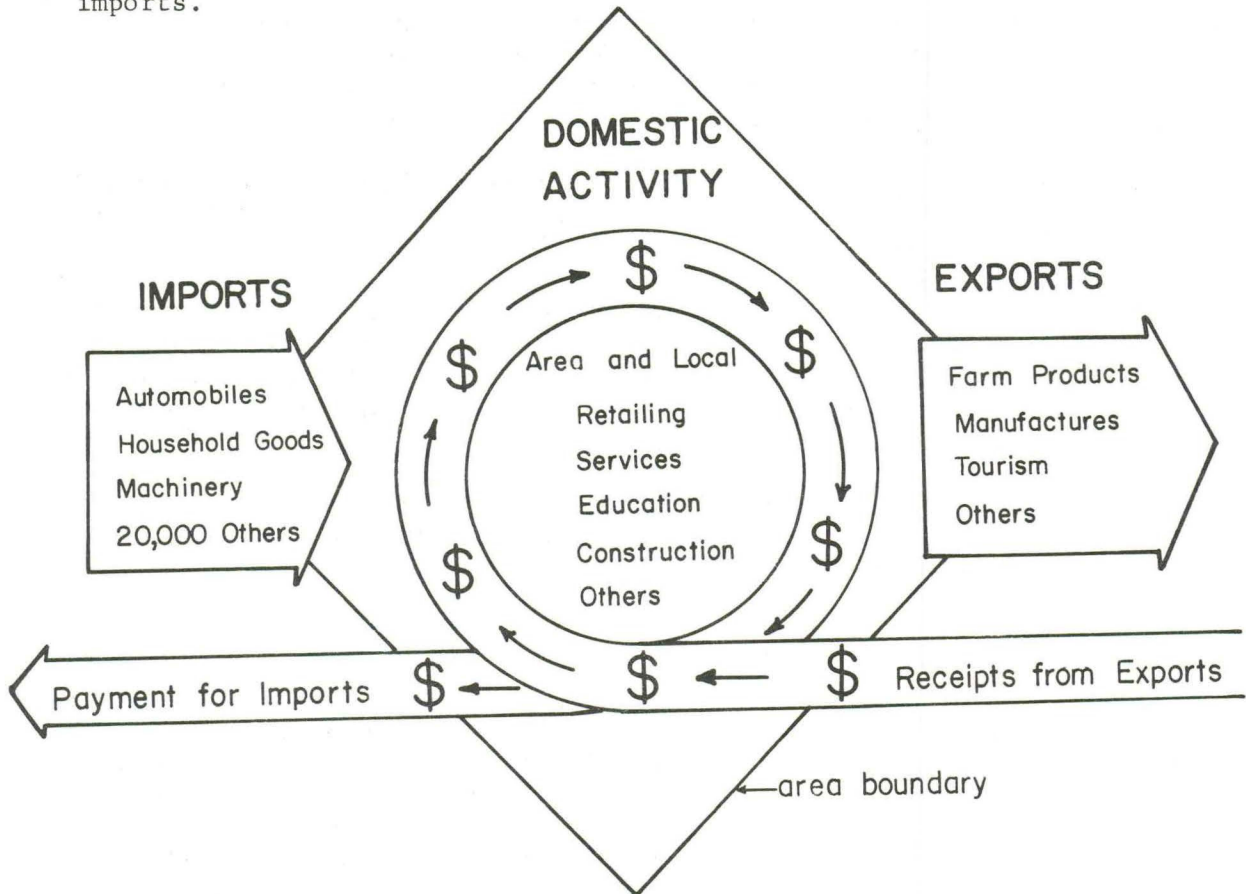 imports.
DOMESTIC
ACTIVITY
IMPORTS
EXPORTS
$
$
$
$
$
Automobiles
Household Goods
Machinery
20,000 Others
Area and Local
Retailing
Services
Education
Construction
Others
Farm Products
Manufactures
Tourism
Others
Payment for Imports $
$
$ Receipts from Exports
area boundary